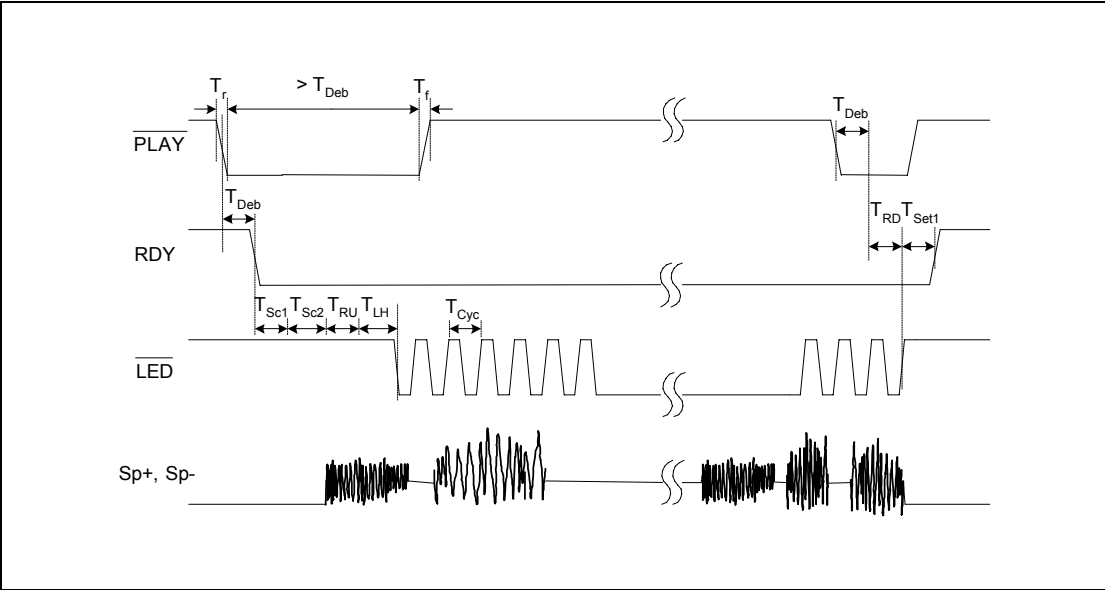 Tr > TDeb Tf
TDeb
PLAY
TDeb
TRD TSet1
RDY
TSc1 TSc2 TRU TLH TCyc
LED
Sp+, Sp-